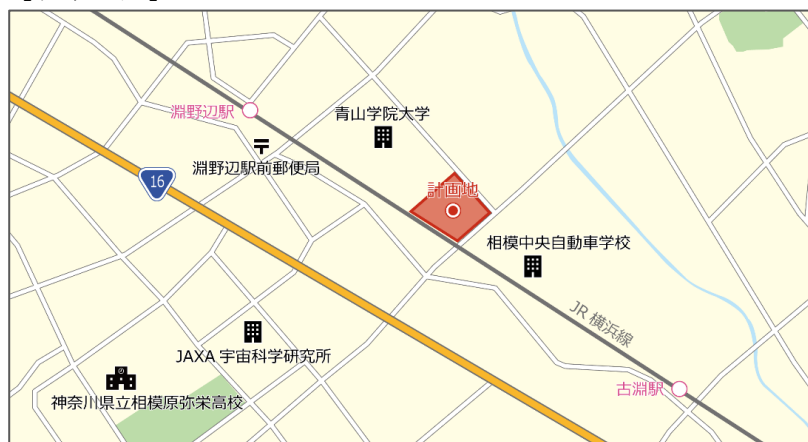 淵野辺駅
青山学院大学
淵野辺駅前郵便局
16
計画地
相模中央自動車学校
JR 横浜線
JAXA 宇宙科学研究所
古淵駅
神奈川県立相模原弥栄高校